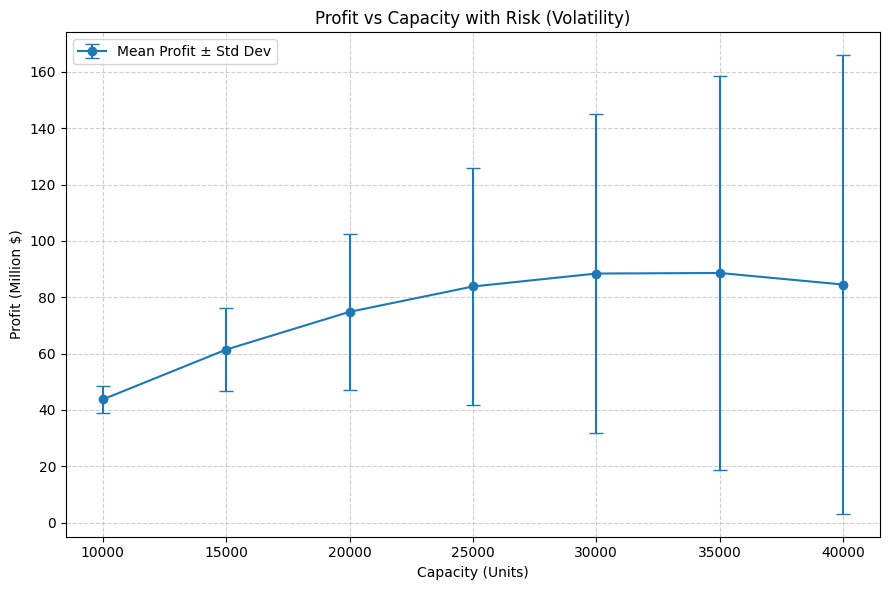 Profit vs Capacity with Risk (Volatility)
Mean Profit ± Std Dev
Profit (Million $)
160
140
120
100
80
60
40
20
0
10000 15000 20000 25000 30000 35000 40000
Capacity (Units)